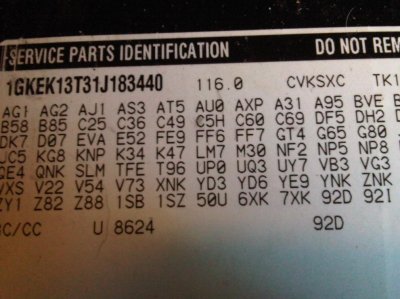 SERVICE PARTS IDENTIFICATION DO NOT REM
1GKEK13T31J183440 116.0 CVKSXC TK1
AG1 AG2 AJ1 AS3 AT5 AU0 AXP A31 A95 BVE B
B58 B85 C25 C36 C49 C5H C60 C69 DF5 DH2 D
DK7 D07 EVA E52 FE9 FF6 FF7 GT4 G65 G80 J
JC5 KG8 KNP K34 K47 LM7 M30 NF2 NP5 NP8
QE4 QNK SLM TFE T96 UP0 UQ3 UY7 VB3 VG3
VXS V22 V54 V73 XNK YD3 YD6 YE9 YNK ZNK
ZY1 Z82 Z88 1SB 1SZ 50U 6XK 7XK 92D 92I
BC/CC U 8624 92D